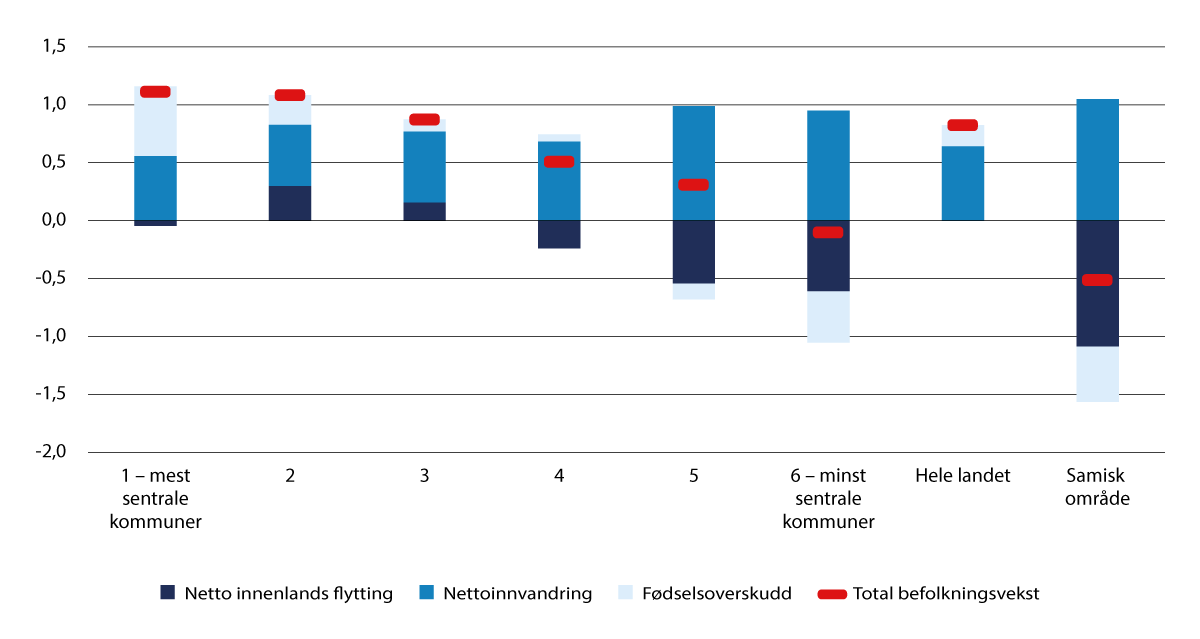 1,5
1,0
0,5
0,0
-0,5
-1,0
-1,5
-2,0
1 – mest
sentrale
kommuner
2
3
4
5
6 – minst
sentrale
kommuner
Hele landet
Samisk
område
Netto innenlands flytting
Nettoinnvandring
Fødselsoverskudd
Total befolkningsvekst